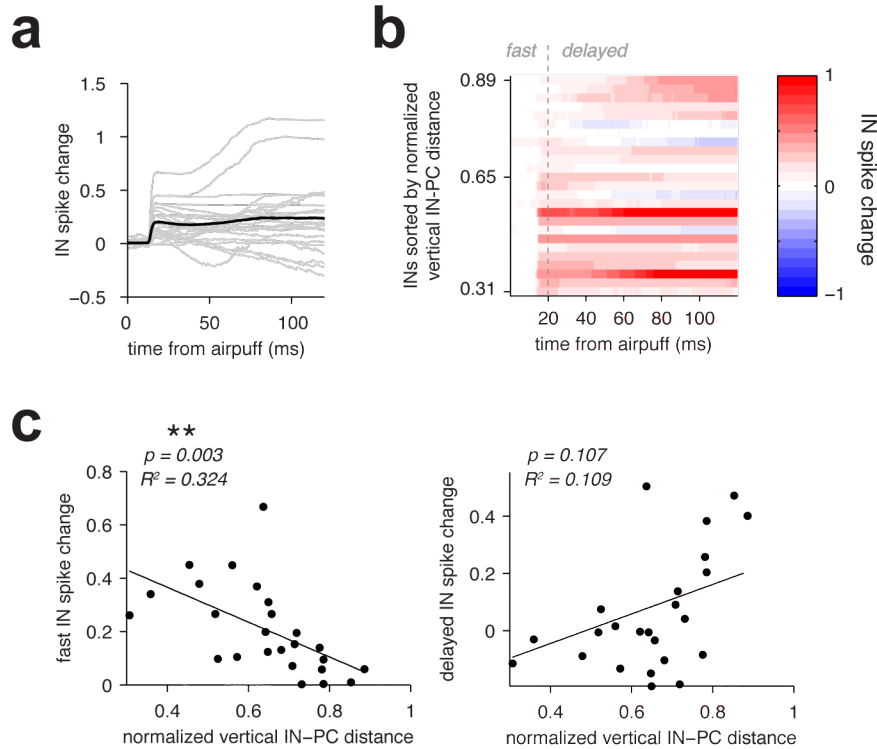 a
1.5
1
0.5
0
−0.5
IN spike change
0
50
100
time from airpuff (ms)
b
fast
delayed
0.89
0.65
0.31
INs sorted by normalized
vertical IN-PC distance
20
40
60
80
100
time from airpuff (ms)
1
0
−1
IN spike change
c
**
p = 0.003
R² = 0.324
0.8
0.6
0.4
0.2
0
fast IN spike change
0.4
0.6
0.8
1
normalized vertical IN−PC distance
p = 0.107
R² = 0.109
0.4
0.2
0
delayed IN spike change
0.4
0.6
0.8
1
normalized vertical IN−PC distance